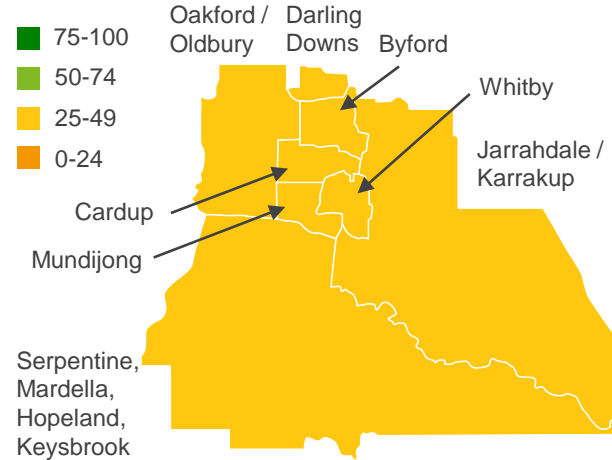 Oakford /
Oldbury
Darling
Downs
Byford
Whitby
75-100
50-74
25-49
0-24
Jarrahdale /
Karrakup
Cardup
Mundijong
Serpentine,
Mardella,
Hopeland,
Keysbrook